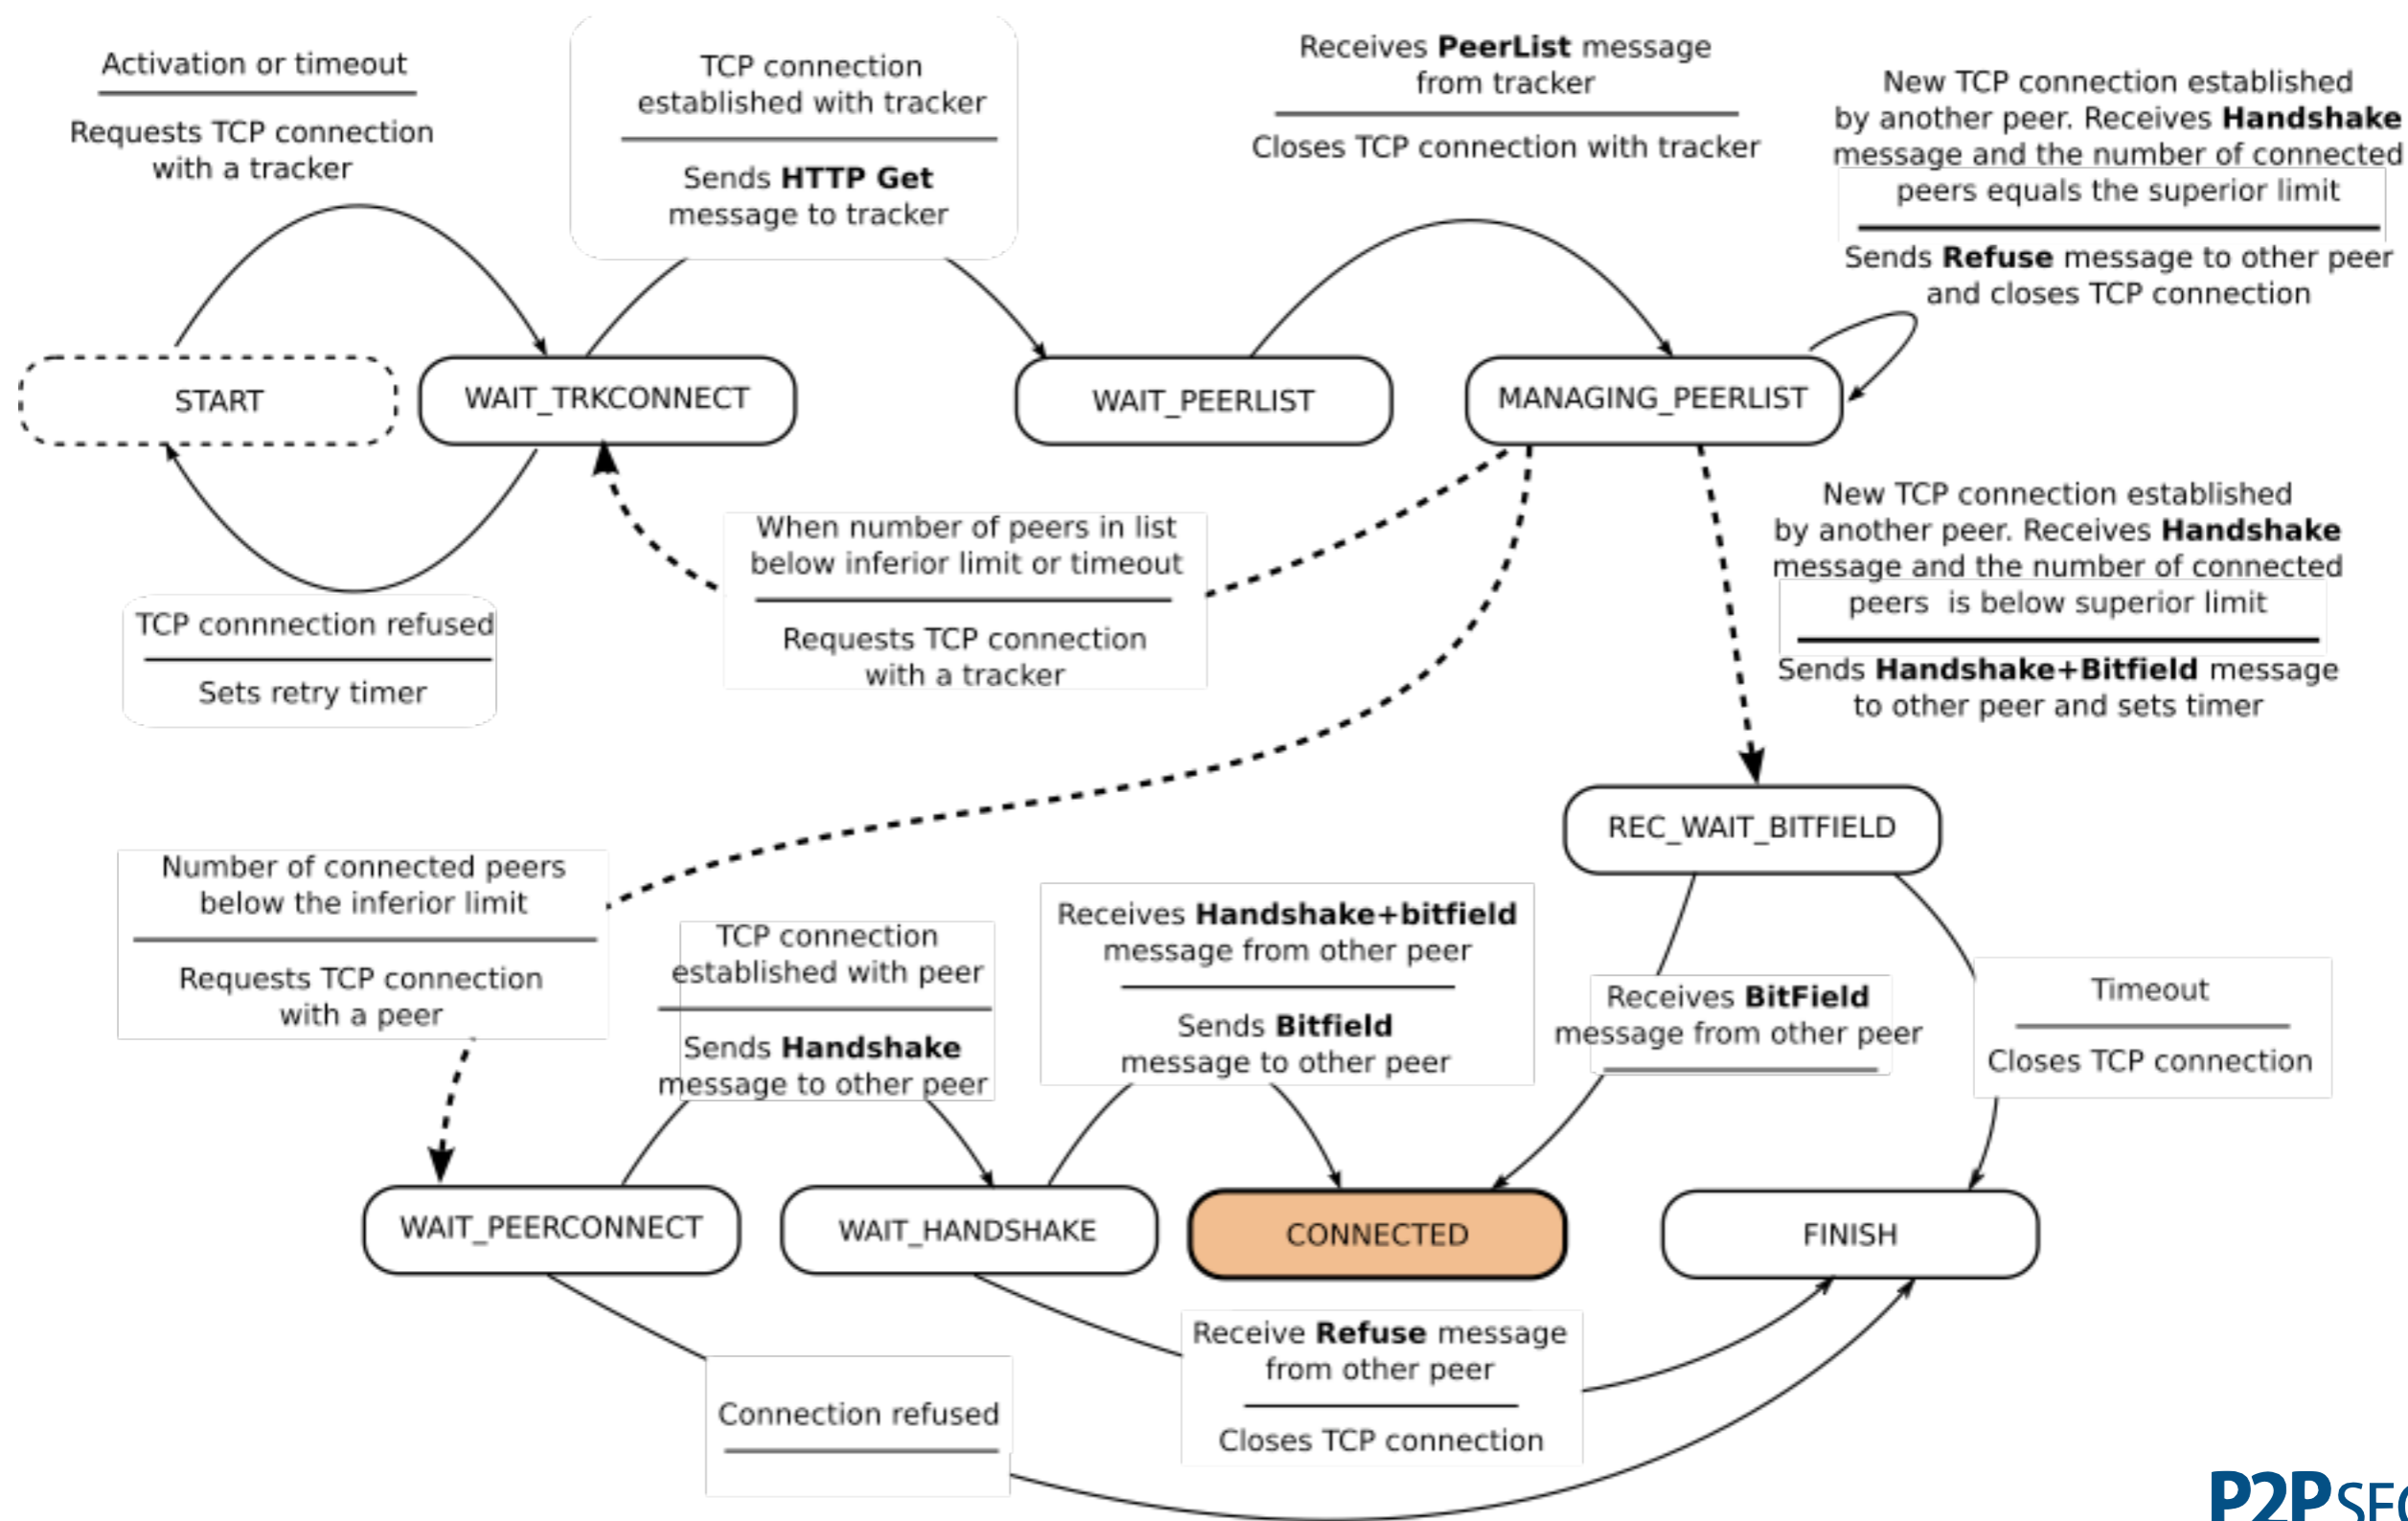 Activation or timeout
Requests TCP connection
with a tracker
TCP connection
established with tracker
Sends HTTP Get
message to tracker
Receives PeerList message
from tracker
Closes TCP connection with tracker
New TCP connection established
by another peer. Receives Handshake
message and the number of connected
peers equals the superior limit
Sends Refuse message to other peer
and closes TCP connection
START
WAIT_TRKCONNECT
WAIT_PEERLIST
MANAGING_PEERLIST
TCP connnection refused
Sets retry timer
When number of peers in list
below inferior limit or timeout
Requests TCP connection
with a tracker
New TCP connection established
by another peer. Receives Handshake
message and the number of connected
peers is below superior limit
Sends Handshake+Bitfield message
to other peer and sets timer
REC_WAIT_BITFIELD
Number of connected peers
below the inferior limit
Requests TCP connection
with a peer
TCP connection
established with peer
Sends Handshake
message to other peer
Receives Handshake+bitfield
message from other peer
Sends Bitfield
message to other peer
Receives BitField
message from other peer
Timeout
Closes TCP connection
WAIT_PEERCONNECT
WAIT_HANDSHAKE
CONNECTED
FINISH
Connection refused
Receive Refuse message
from other peer
Closes TCP connection
P2P